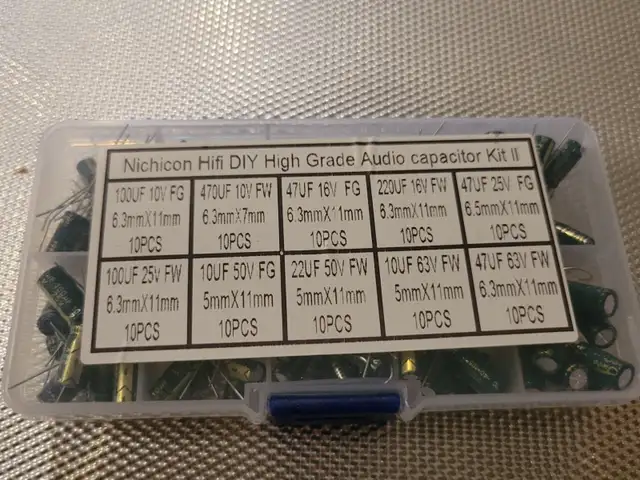 Nichicon Hifi DIY High Grade Audio capacitor Kit II
100UF 10V FG
6.3mmX11mm
10PCS
470UF 10V FW
6.3mmX7mm
10PCS
47UF 16V FG
6.3mmX11mm
10PCS
220UF 16V FW
6.3mmX11mm
10PCS
47UF 25V FG
6.5mmX11mm
10PCS
100UF 25V FW
6.3mmX11mm
10PCS
10UF 50V FG
5mmX11mm
10PCS
22UF 50V FW
5mmX11mm
10PCS
10UF 63V FW
5mmX11mm
10PCS
47UF 63V FW
6.3mmX11mm
10PCS